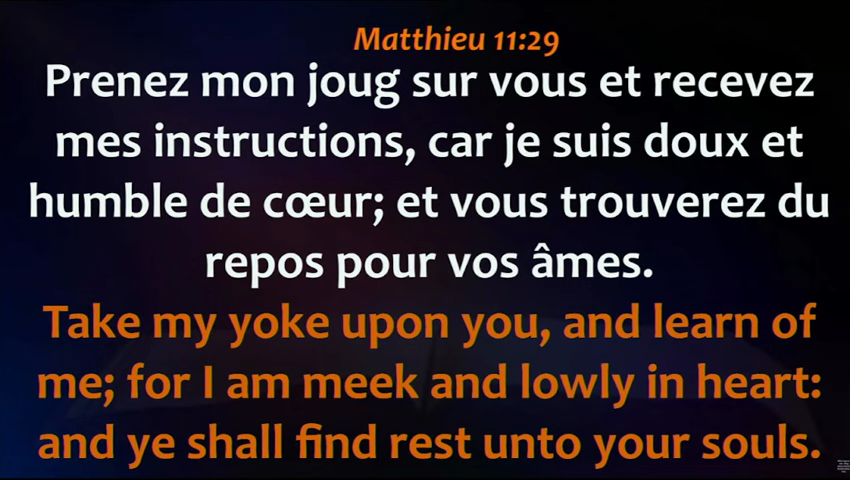 Matthieu 11:29
Prenez mon joug sur vous et recevez
mes instructions, car je suis doux et
humble de cœur; et vous trouverez du
repos pour vos âmes.
Take my yoke upon you, and learn of
me; for I am meek and lowly in heart:
and ye shall find rest unto your souls.